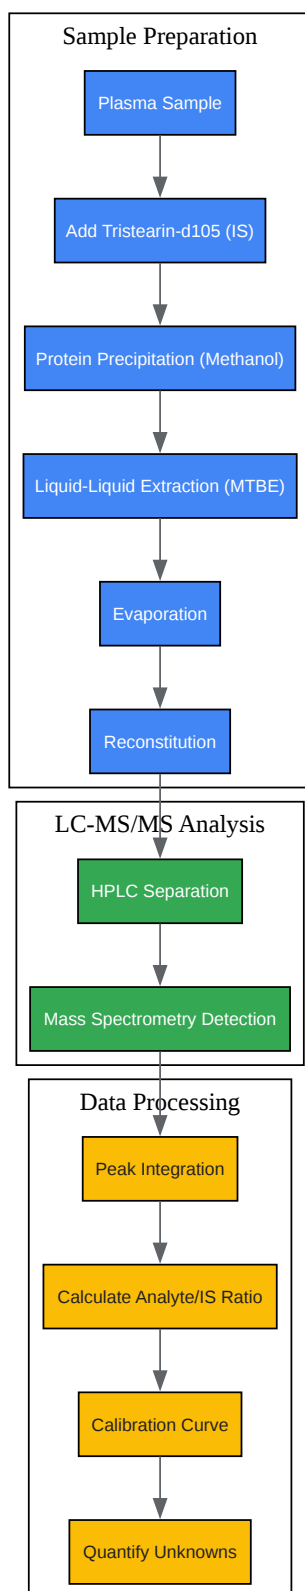 Sample Preparation
Plasma Sample
Add Tristearin-d105 (IS)
Protein Precipitation (Methanol)
Liquid-Liquid Extraction (MTBE)
Evaporation
Reconstitution
LC-MS/MS Analysis
HPLC Separation
Mass Spectrometry Detection
Data Processing
Peak Integration
Calculate Analyte/IS Ratio
Calibration Curve
Quantify Unknowns